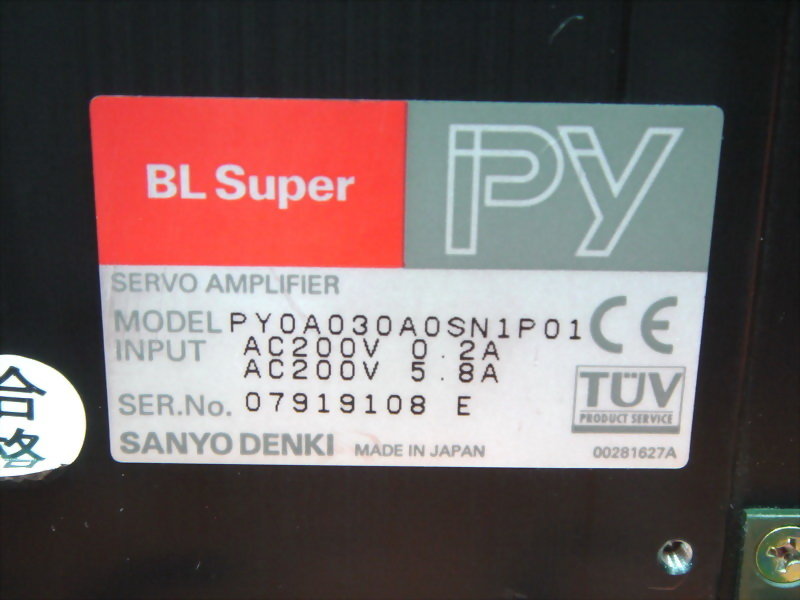 BL Super
PY
SERVO AMPLIFIER
MODEL PY0A030A0SN1P01
INPUT AC200V 0.2A
AC200V 5.8A
CE
TÜV
PRODUCT SERVICE
SER.No. 07919108 E
SANYO DENKI MADE IN JAPAN 00281627A
合
格